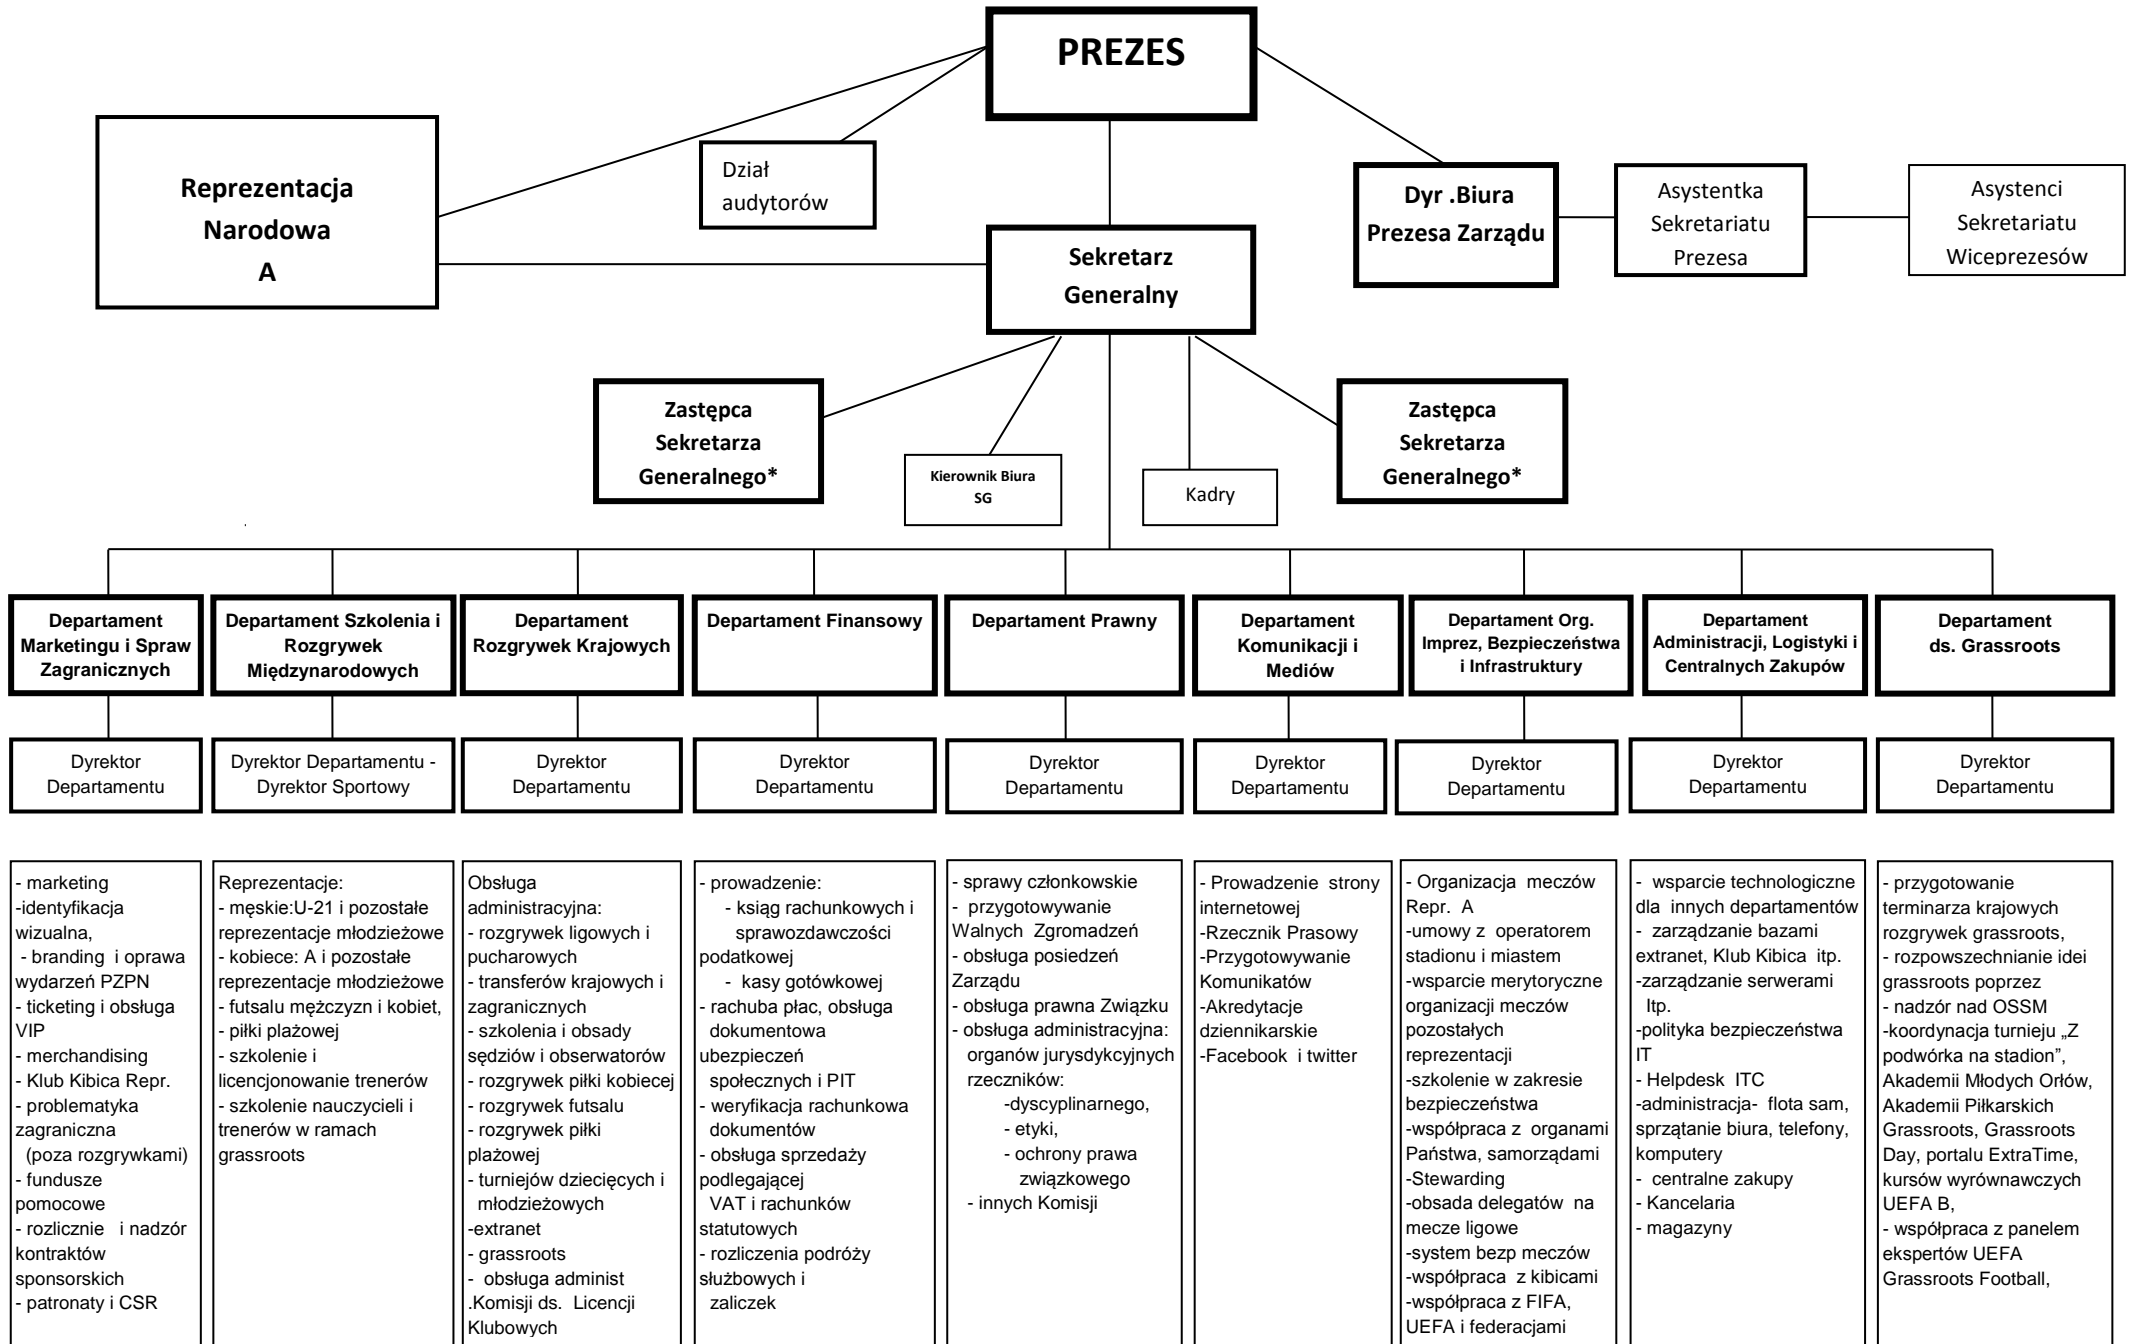 PREZES
Reprezentacja
Narodowa
A
Dział
audytorów
Dyr .Biura
Prezesa Zarządu
Asystentka
Sekretariatu
Prezesa
Asystenci
Sekretariatu
Wiceprezesów
Sekretarz
Generalny
Zastępca
Sekretarza
Generalnego*
Kierownik Biura
SG
Kadry
Zastępca
Sekretarza
Generalnego*
Departament
Marketingu i Spraw
Zagranicznych
Departament Szkolenia i
Rozgrywek
Międzynarodowych
Departament
Rozgrywek Krajowych
Departament Finansowy
Departament Prawny
Departament
Komunikacji i
Mediów
Departament Org.
Imprez, Bezpieczeństwa
i Infrastruktury
Departament
Administracji, Logistyki i
Centralnych Zakupów
Departament
ds. Grassroots
Dyrektor
Departamentu
Dyrektor Departamentu -
Dyrektor Sportowy
Dyrektor
Departamentu
Dyrektor
Departamentu
Dyrektor
Departamentu
Dyrektor
Departamentu
Dyrektor
Departamentu
Dyrektor
Departamentu
Dyrektor
Departamentu
- marketing
-identyfikacja
wizualna,
- branding i oprawa
wydarzeń PZPN
- ticketing i obsługa
VIP
- merchandising
- Klub Kibica Repr.
- problematyka
zagraniczna
(poza rozgrywkami)
- fundusze
pomocowe
- rozlicznie i nadzór
kontraktów
sponsorskich
- patronaty i CSR
Reprezentacje:
- męskie:U-21 i pozostałe
reprezentacje młodzieżowe
- kobiece: A i pozostałe
reprezentacje młodzieżowe
- futsalu mężczyzn i kobiet,
- piłki plażowej
- szkolenie i
licencjonowanie trenerów
- szkolenie nauczycieli i
trenerów w ramach
grassroots
Obsługa
administracyjna:
- rozgrywek ligowych i
pucharowych
- transferów krajowych i
zagranicznych
- szkolenia i obsady
sędziów i obserwatorów
- rozgrywek piłki kobiecej
- rozgrywek futsalu
- rozgrywek piłki
plażowej
- turniejów dziecięcych i
młodzieżowych
-extranet
- grassroots
- obsługa administ
.Komisji ds. Licencji
Klubowych
- prowadzenie:
- ksiąg rachunkowych i
sprawozdawczości
podatkowej
- kasy gotówkowej
- rachuba płac, obsługa
dokumentowa
ubezpieczeń
społecznych i PIT
- weryfikacja rachunkowa
dokumentów
- obsługa sprzedaży
podlegającej
VAT i rachunków
statutowych
- rozliczenia podróży
służbowych i
zaliczek
- sprawy członkowskie
- przygotowywanie
Walnych Zgromadzeń
- obsługa posiedzeń
Zarządu
- obsługa prawna Związku
- obsługa administracyjna:
organów jurysdykcyjnych
rzeczników:
-dyscyplinarnego,
- etyki,
- ochrony prawa
związkowego
- innych Komisji
- Prowadzenie strony
internetowej
-Rzecznik Prasowy
-Przygotowywanie
Komunikatów
-Akredytacje
dziennikarskie
-Facebook i twitter
- Organizacja meczów
Repr. A
-umowy z operatorem
stadionu i miastem
-wsparcie merytoryczne
organizacji meczów
pozostałych
reprezentacji
-szkolenie w zakresie
bezpieczeństwa
-współpraca z organami
Państwa, samorządami
-Stewarding
-obsada delegatów na
mecze ligowe
-system bezp meczów
-współpraca z kibicami
-współpraca z FIFA,
UEFA i federacjami
- wsparcie technologiczne
dla innych departamentów
- zarządzanie bazami
extranet, Klub Kibica itp.
-zarządzanie serwerami
Itp.
-polityka bezpieczeństwa
IT
- Helpdesk ITC
-administracja- flota sam,
sprzątanie biura, telefony,
komputery
- centralne zakupy
- Kancelaria
- magazyny
- przygotowanie
terminarza krajowych
rozgrywek grassroots,
- rozpowszechnianie idei
grassroots poprzez
- nadzór nad OSSM
-koordynacja turnieju „Z
podwórka na stadion”,
Akademii Młodych Orłów,
Akademii Piłkarskich
Grassroots, Grassroots
Day, portalu ExtraTime,
kursów wyrównawczych
UEFA B,
- współpraca z panelem
ekspertów UEFA
Grassroots Football,